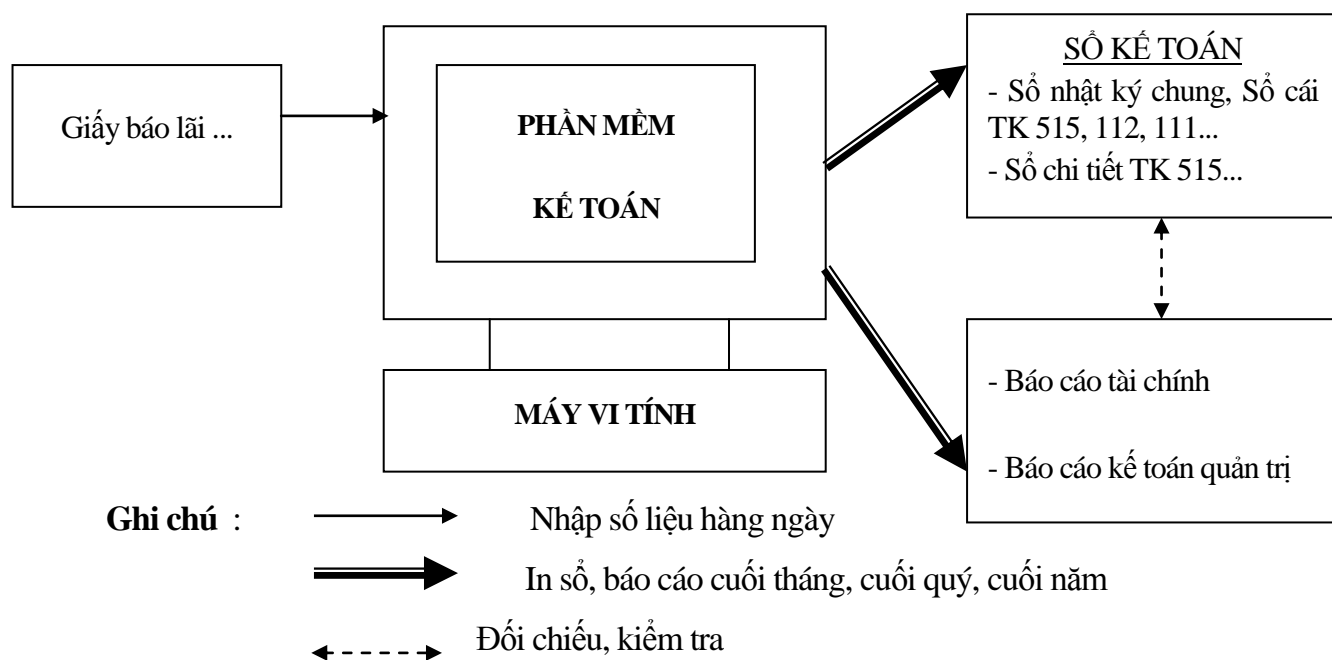 Giấy báo lãi ...
PHẦN MỀM
KẾ TOÁN
MÁY VI TÍNH
SỔ KẾ TOÁN
- Sổ nhật ký chung, Sổ cái
TK 515, 112, 111...
- Sổ chi tiết TK 515...
- Báo cáo tài chính
- Báo cáo kế toán quản trị
Ghi chú :
Nhập số liệu hàng ngày
In sổ, báo cáo cuối tháng, cuối quý, cuối năm
Đối chiếu, kiểm tra